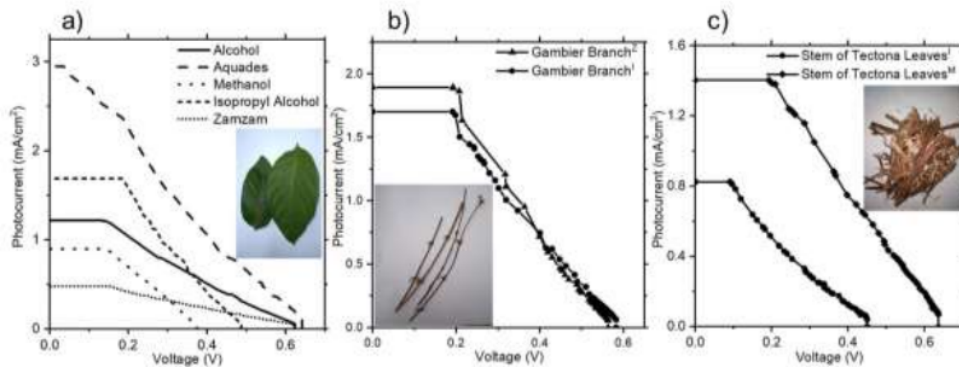 a)
Alcohol
Aquades
Methanol
Isopropyl Alcohol
Zamzam
Photocurrent (mA/cm²)
3
2
1
0
0.0 0.2 0.4 0.6
Voltage (V)
b)
Gambier Branch^Z
Gambier Branch^I
Photocurrent (mA/cm²)
2.0
1.5
1.0
0.5
0.0
0.0 0.2 0.4 0.6
Voltage (V)
c)
Stem of Tectona Leaves^I
Stem of Tectona Leaves^M
Photocurrent (mA/cm²)
1.6
1.2
0.8
0.4
0.0
0.0 0.2 0.4 0.6
Voltage (V)